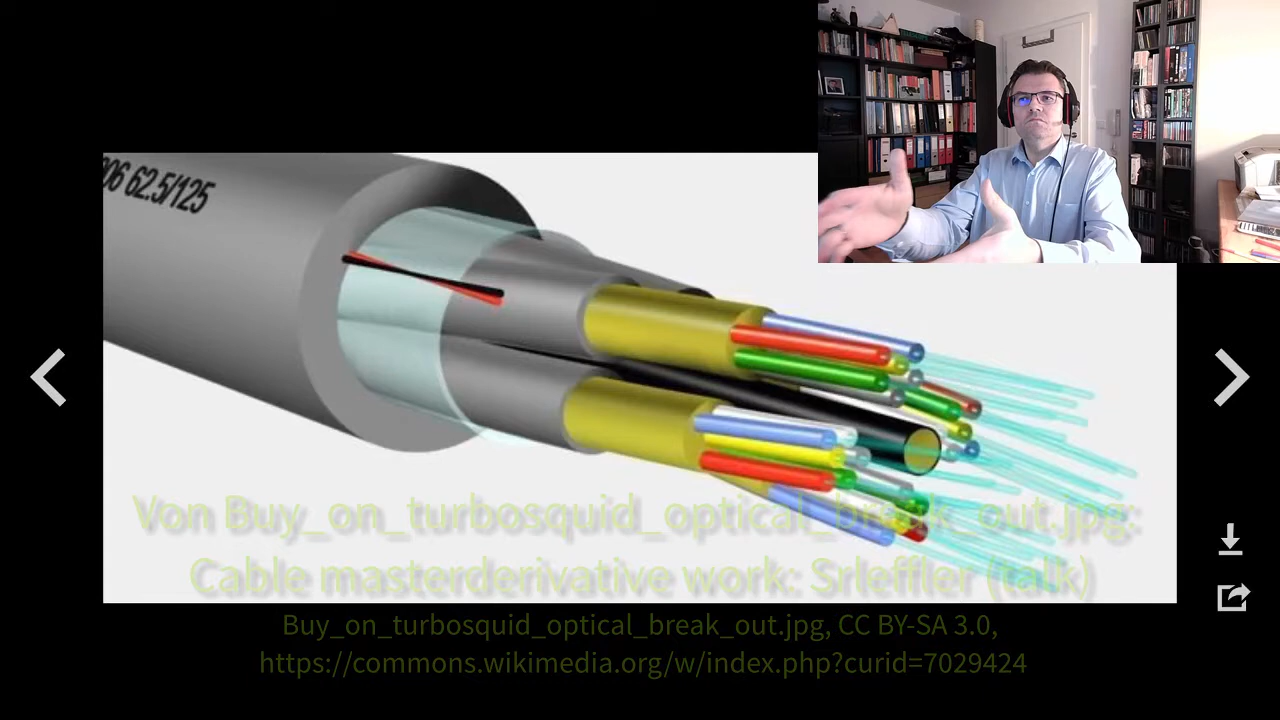 006 62.5/125
Von Buy_on_turbosquid_optical_break_out.jpg:
Cable masterderivative work: Srleffler (talk)
Buy_on_turbosquid_optical_break_out.jpg, CC BY-SA 3.0,
https://commons.wikimedia.org/w/index.php?curid=7029424